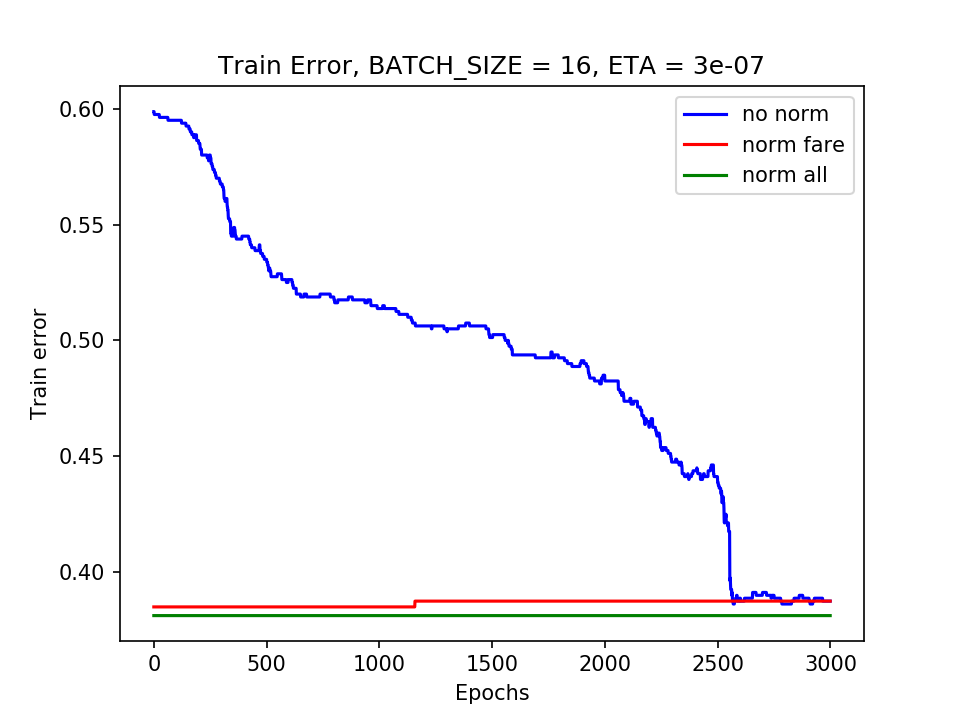 Train Error, BATCH_SIZE = 16, ETA = 3e-07
no norm
norm fare
norm all
0.60
0.55
0.50
0.45
0.40
Train error
0
500
1000
1500
2000
2500
3000
Epochs